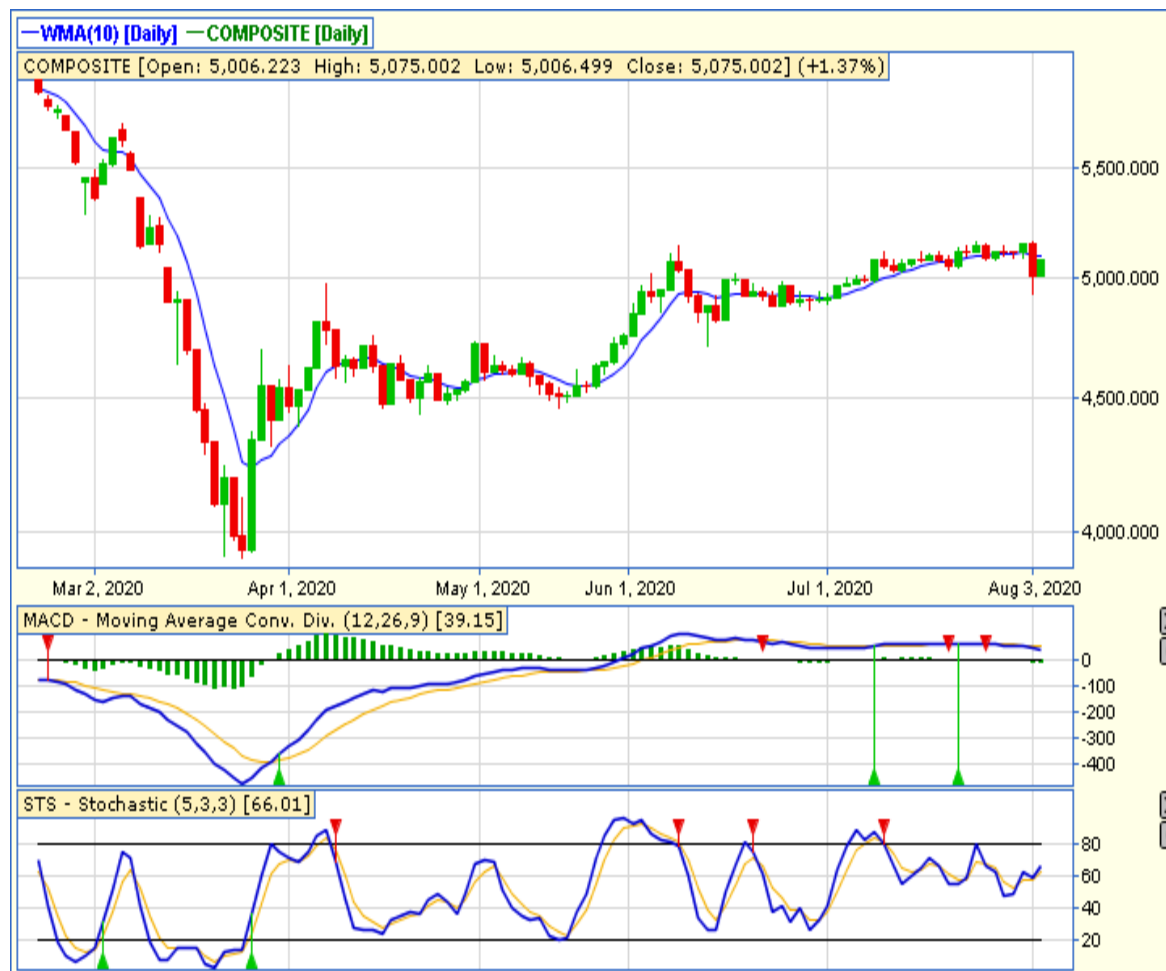 WMA(10) [Daily] COMPOSITE [Daily]
COMPOSITE [Open: 5,006.223 High: 5,075.002 Low: 5,006.499 Close: 5,075.002] (+1.37%)
5,500.000
5,000.000
4,500.000
4,000.000
Mar 2, 2020 Apr 1, 2020 May 1, 2020 Jun 1, 2020 Jul 1, 2020 Aug 3, 2020
MACD - Moving Average Conv. Div. (12,26,9) [39.15]
0
-100
-200
-300
-400
STS - Stochastic (5,3,3) [66.01]
80
60
40
20